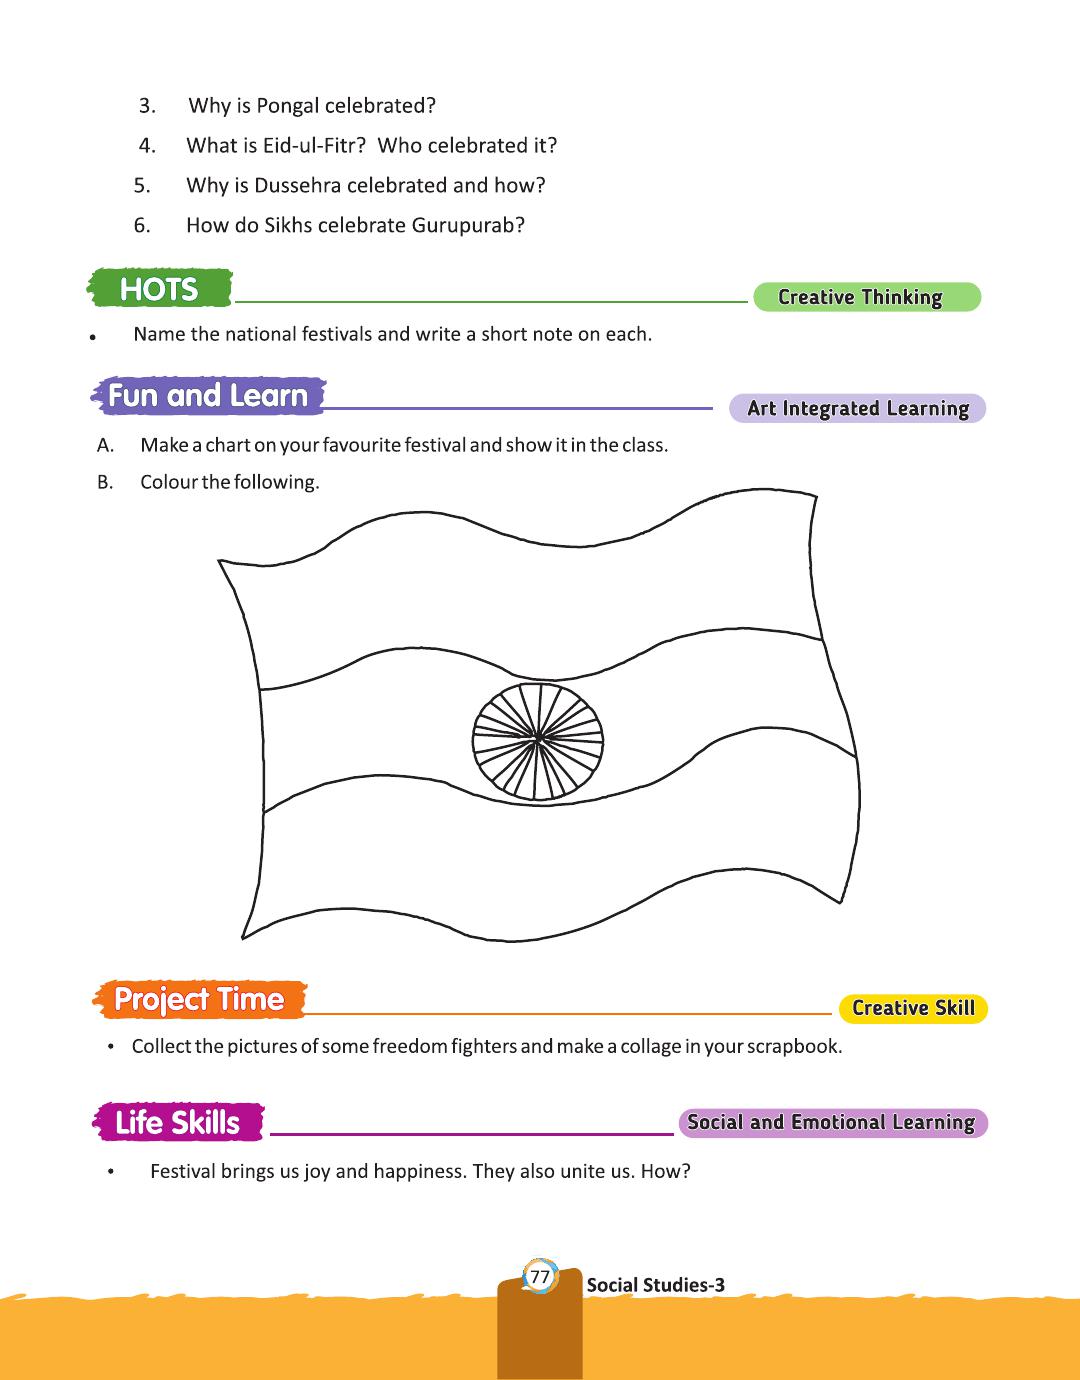 3. Why is Pongal celebrated?
4. What is Eid-ul-Fitr? Who celebrated it?
5. Why is Dussehra celebrated and how?
6. How do Sikhs celebrate Gurupurab?
HOTS
Creative Thinking
• Name the national festivals and write a short note on each.
Fun and Learn
Art Integrated Learning
A. Make a chart on your favourite festival and show it in the class.
B. Colour the following.
Project Time
Creative Skill
• Collect the pictures of some freedom fighters and make a collage in your scrapbook.
Life Skills
Social and Emotional Learning
• Festival brings us joy and happiness. They also unite us. How?
77
Social Studies-3